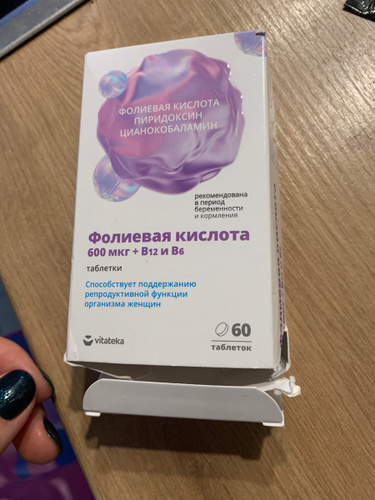 ФОЛИЕВАЯ КИСЛОТА
ПИРИДОКСИН
ЦИАНОКОБАЛАМИН
рекомендована
в период
беременности
и кормления
Фолиевая кислота
600 мкг + B12 и B6
таблетки
Способствует поддержанию
репродуктивной функции
организма женщин
vitateka
60
таблеток